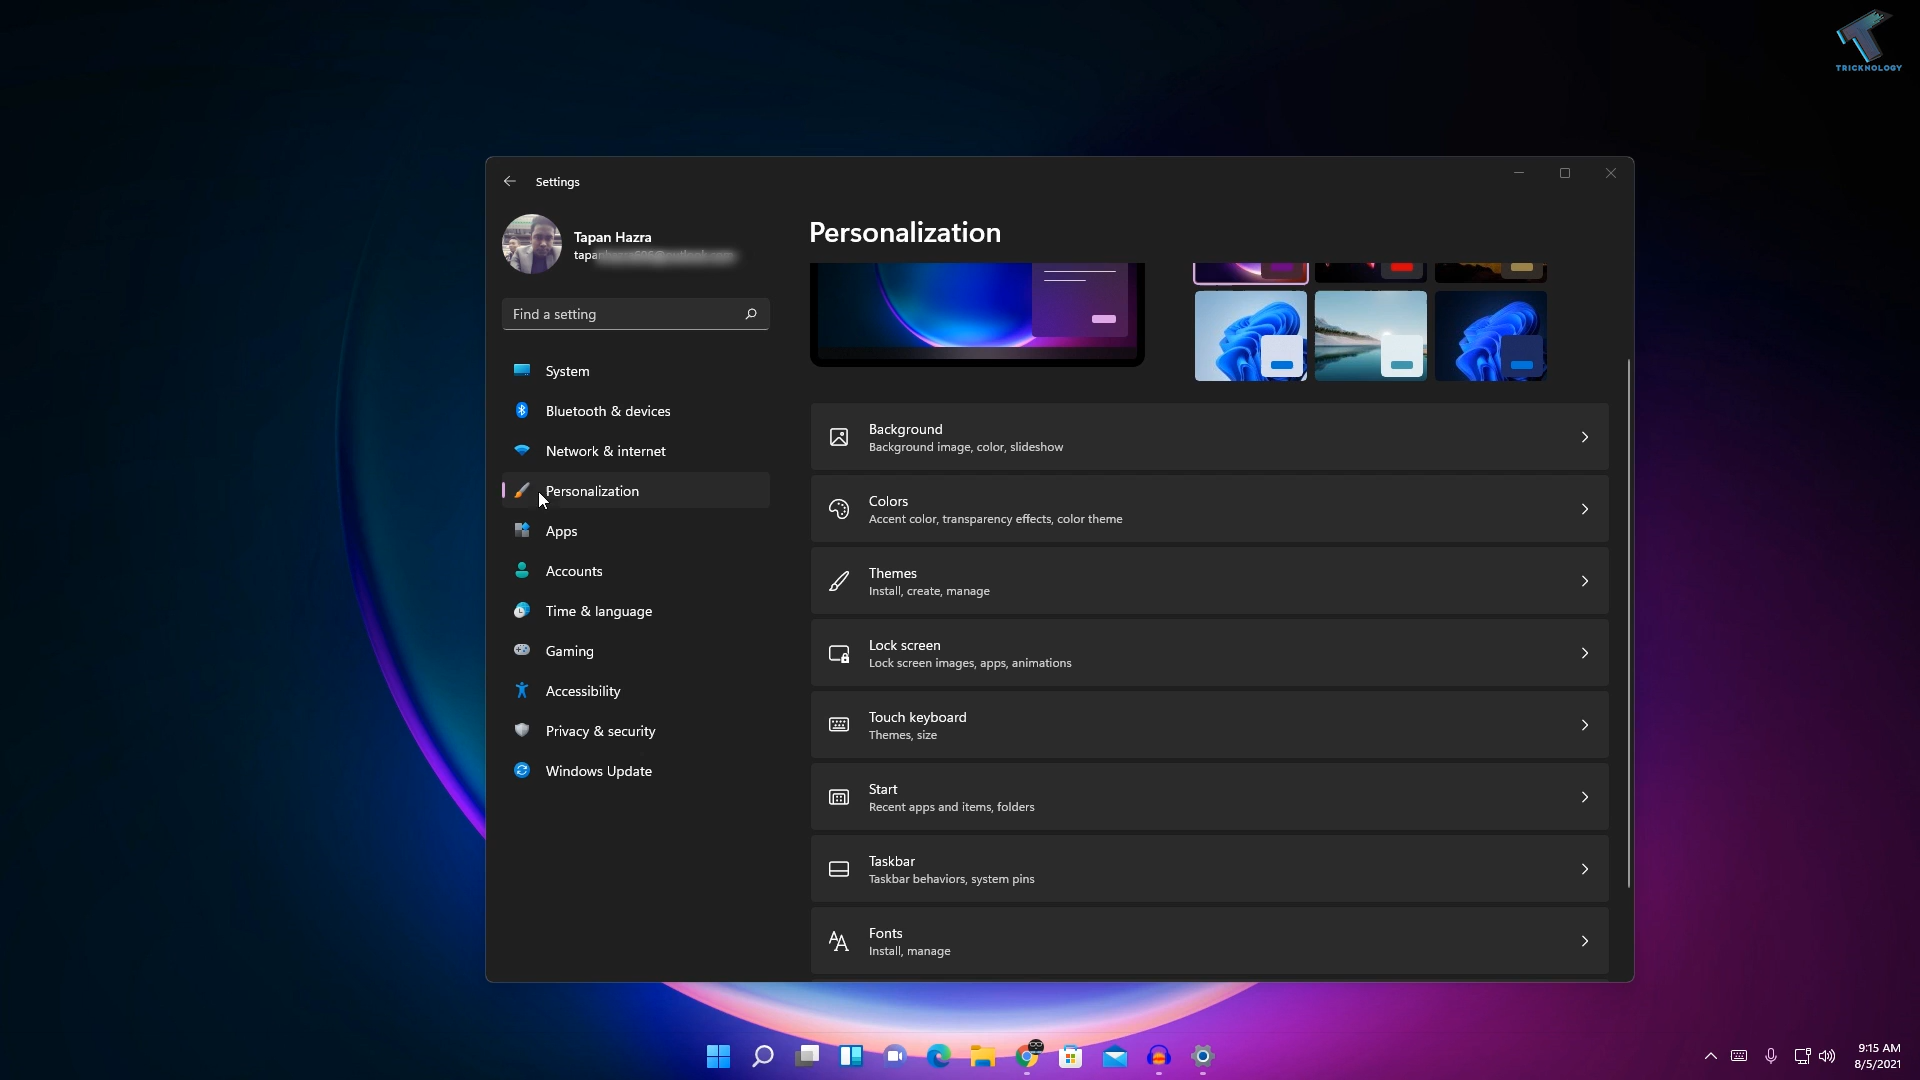 TRICKNOLOGY
Settings
Tapan Hazra
Find a setting
System
Bluetooth & devices
Network & internet
Personalization
Apps
Accounts
Time & language
Gaming
Accessibility
Privacy & security
Windows Update
Personalization
Background
Background image, color, slideshow
Colors
Accent color, transparency effects, color theme
Themes
Install, create, manage
Lock screen
Lock screen images, apps, animations
Touch keyboard
Themes, size
Start
Recent apps and items, folders
Taskbar
Taskbar behaviors, system pins
Fonts
Install, manage
9:15 AM
8/5/2021